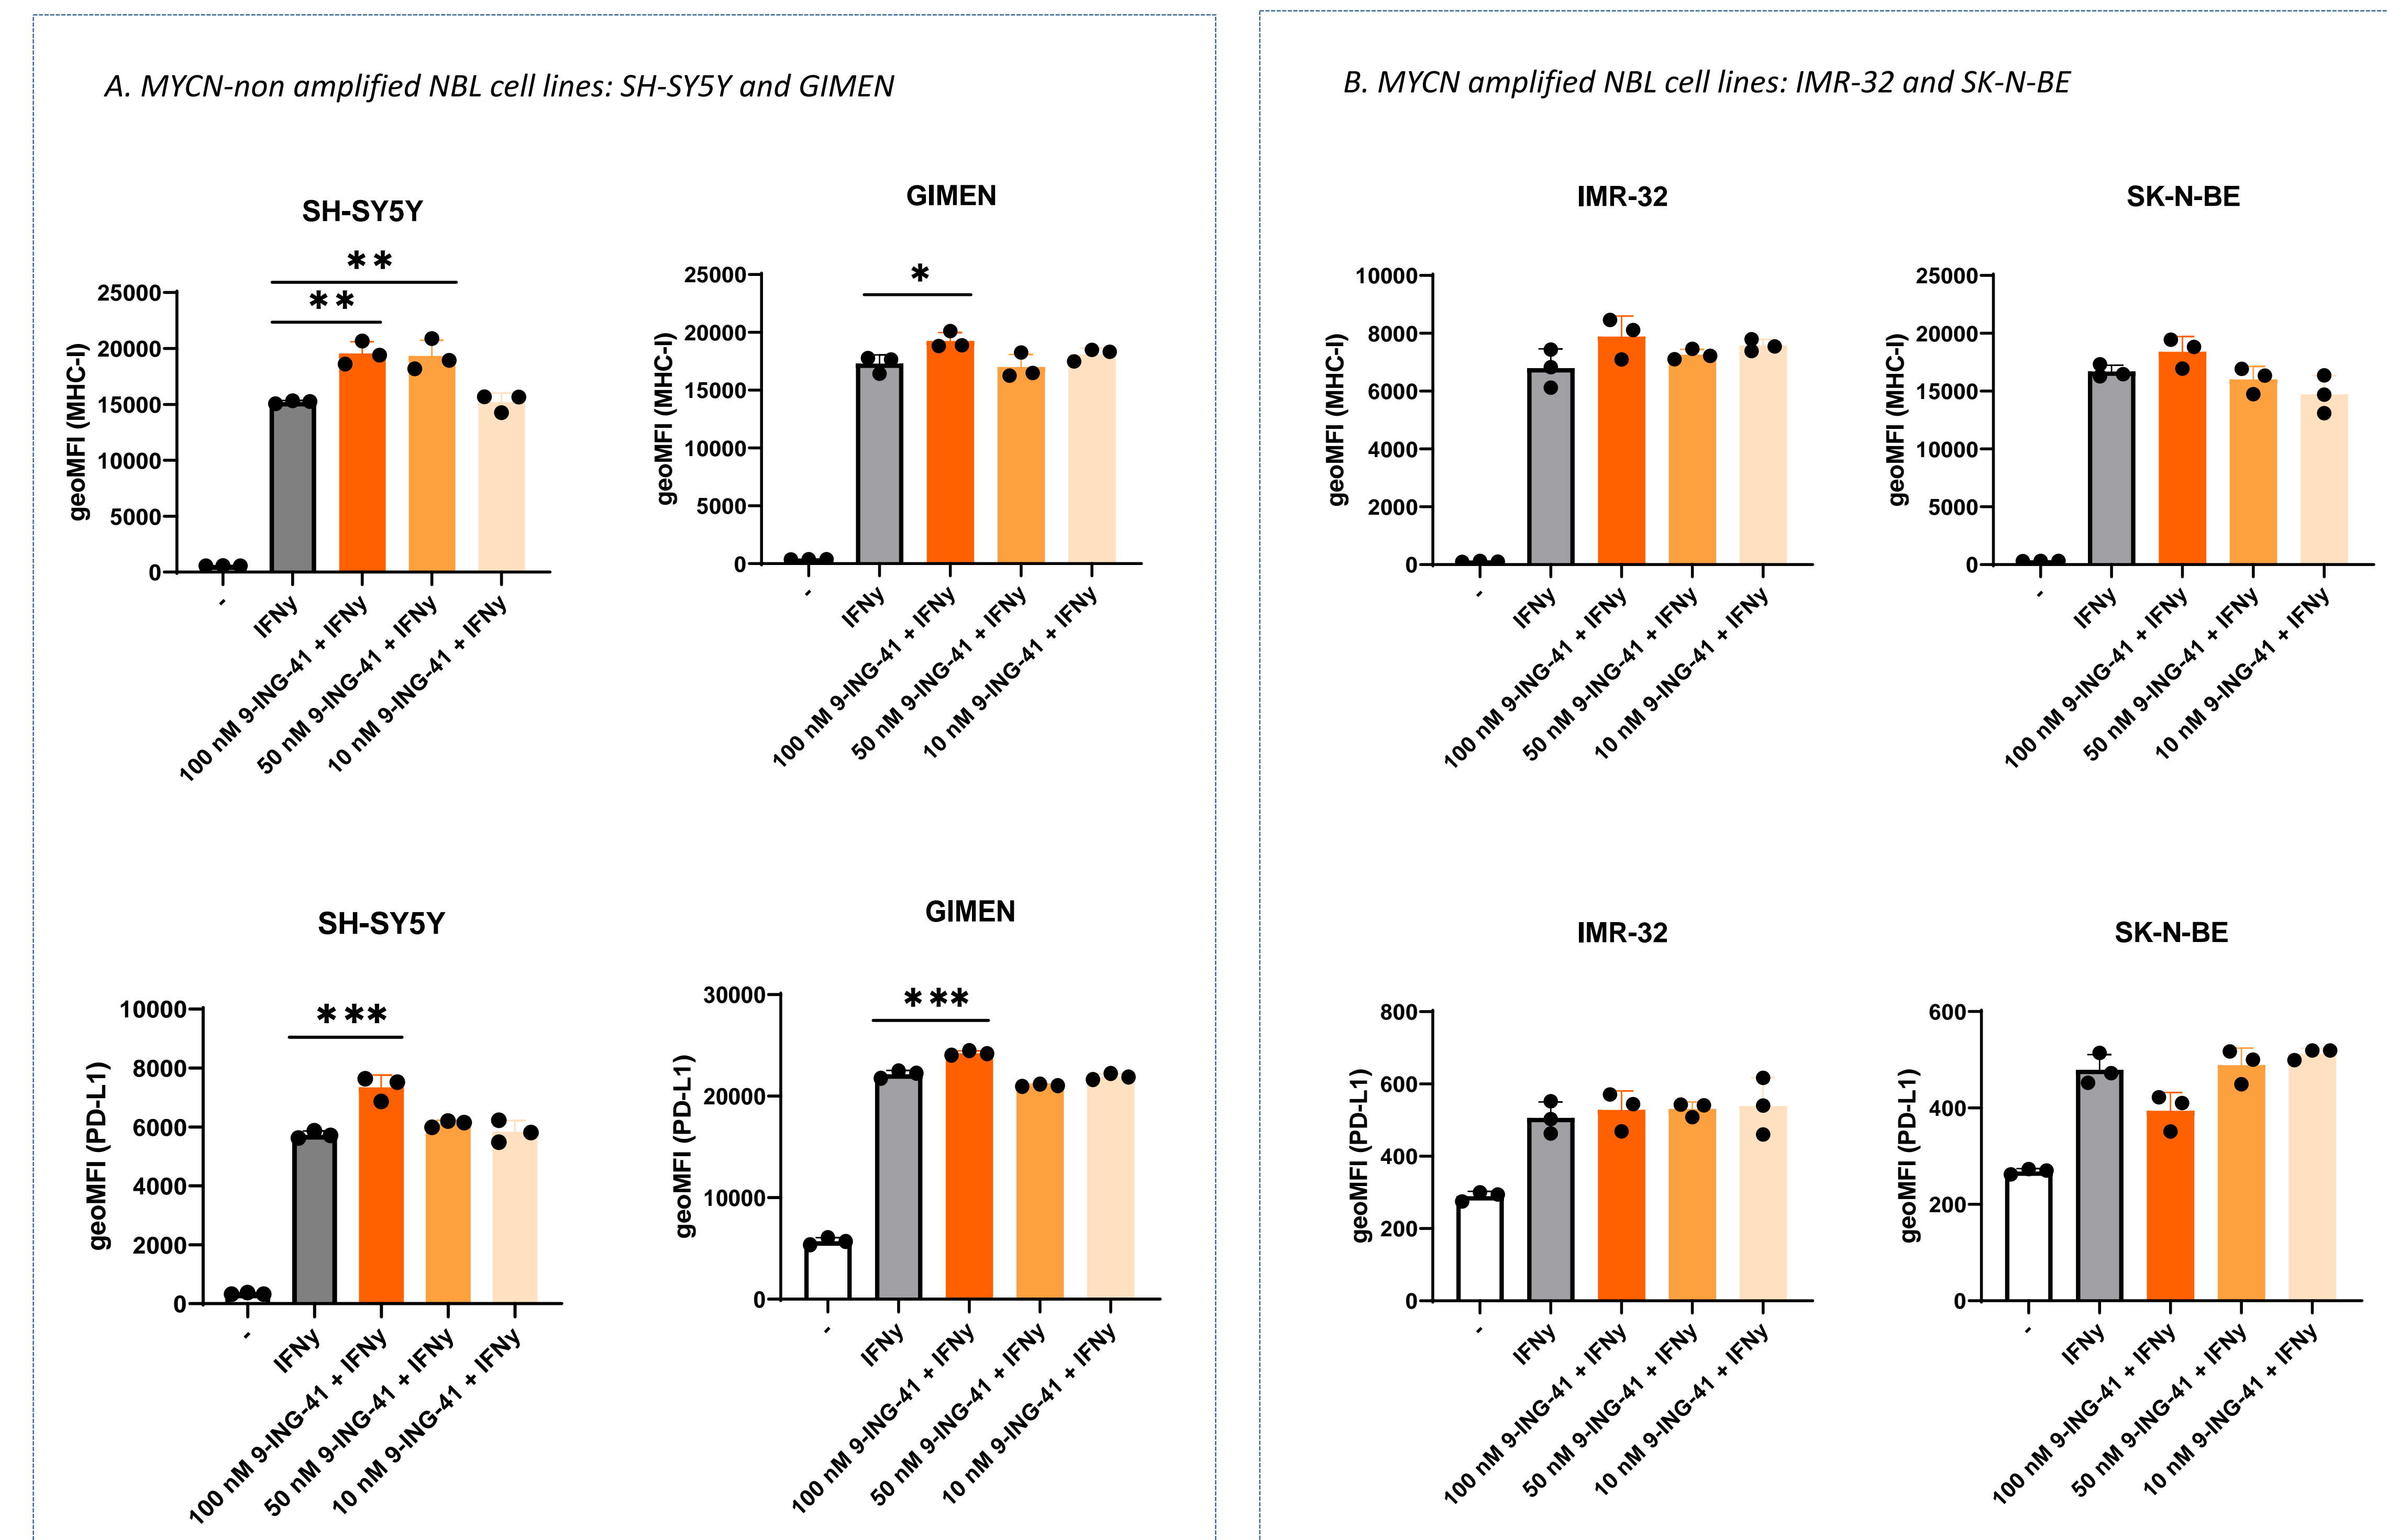 A. MYCN-non amplified NBL cell lines: SH-SY5Y and GIMEN
SH-SY5Y
**
**
geoMFI (MHC-I)
25000
20000
15000
10000
5000
0
-
IFNy
100 nM 9-ING-41 + IFNy
50 nM 9-ING-41 + IFNy
10 nM 9-ING-41 + IFNy
GIMEN
*
geoMFI (MHC-I)
25000
20000
15000
10000
5000
0
-
IFNy
100 nM 9-ING-41 + IFNy
50 nM 9-ING-41 + IFNy
10 nM 9-ING-41 + IFNy
SH-SY5Y
***
geoMFI (PD-L1)
10000
8000
6000
4000
2000
0
-
IFNy
100 nM 9-ING-41 + IFNy
50 nM 9-ING-41 + IFNy
10 nM 9-ING-41 + IFNy
GIMEN
***
geoMFI (PD-L1)
30000
20000
10000
0
-
IFNy
100 nM 9-ING-41 + IFNy
50 nM 9-ING-41 + IFNy
10 nM 9-ING-41 + IFNy
B. MYCN amplified NBL cell lines: IMR-32 and SK-N-BE
IMR-32
geoMFI (MHC-I)
10000
8000
6000
4000
2000
0
-
IFNy
100 nM 9-ING-41 + IFNy
50 nM 9-ING-41 + IFNy
10 nM 9-ING-41 + IFNy
SK-N-BE
geoMFI (MHC-I)
25000
20000
15000
10000
5000
0
-
IFNy
100 nM 9-ING-41 + IFNy
50 nM 9-ING-41 + IFNy
10 nM 9-ING-41 + IFNy
IMR-32
geoMFI (PD-L1)
800
600
400
200
0
-
IFNy
100 nM 9-ING-41 + IFNy
50 nM 9-ING-41 + IFNy
10 nM 9-ING-41 + IFNy
SK-N-BE
geoMFI (PD-L1)
600
400
200
0
-
IFNy
100 nM 9-ING-41 + IFNy
50 nM 9-ING-41 + IFNy
10 nM 9-ING-41 + IFNy